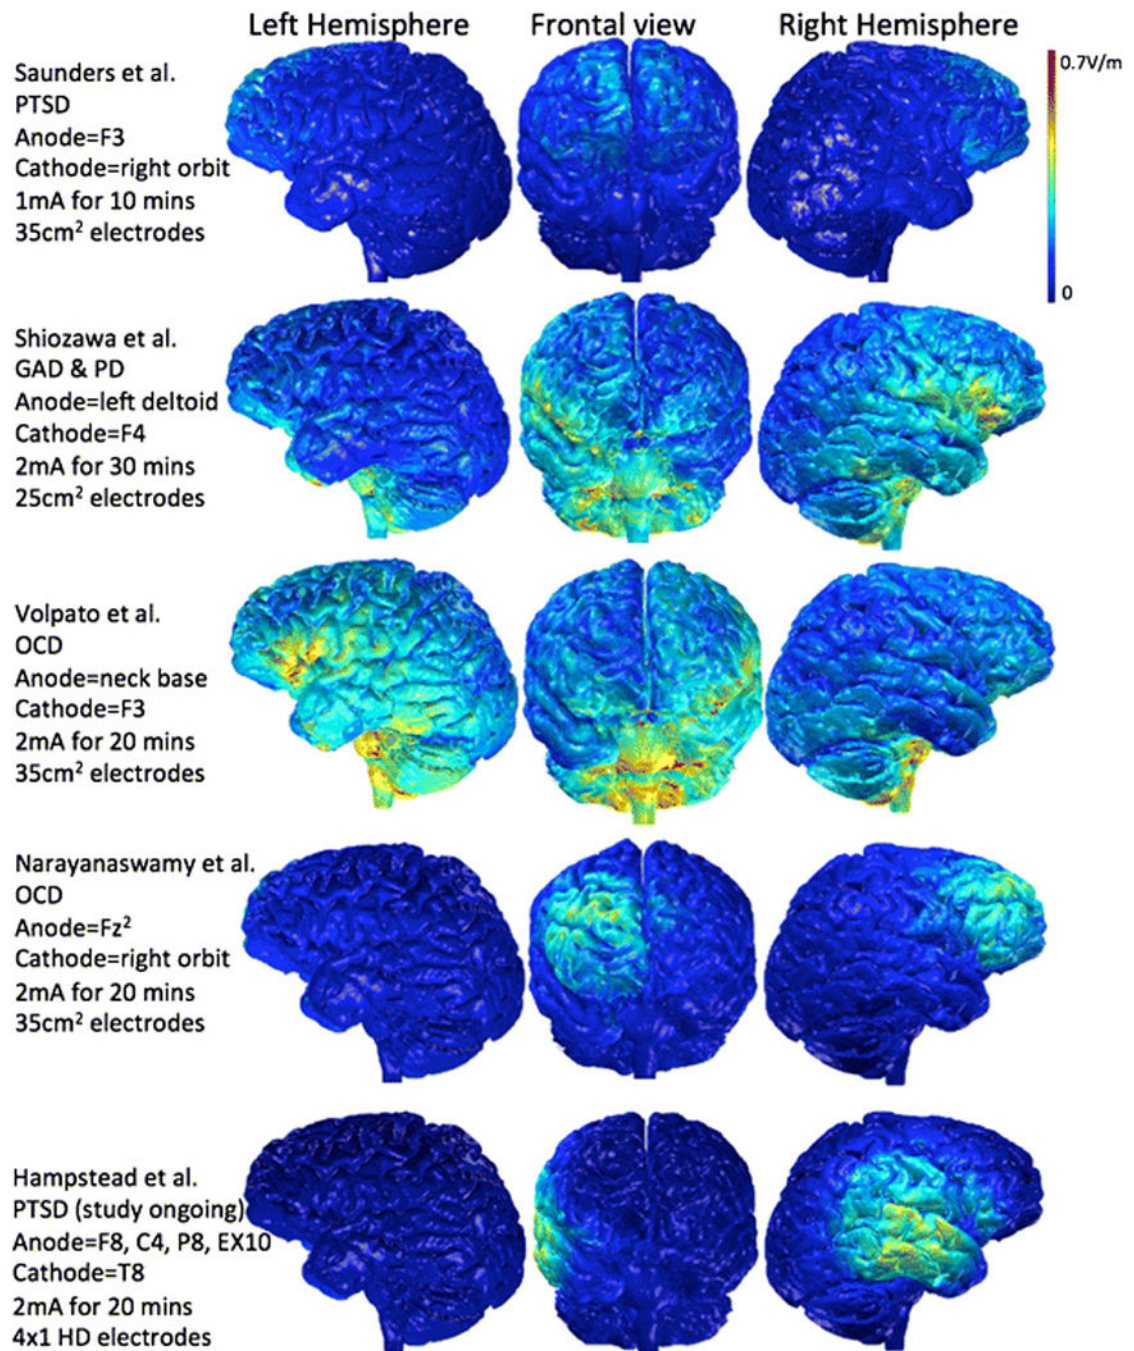 Left Hemisphere Frontal view Right Hemisphere
0.7V/m
0
Saunders et al.
PTSD
Anode=F3
Cathode=right orbit
1mA for 10 mins
35cm² electrodes
Shiozawa et al.
GAD & PD
Anode=left deltoid
Cathode=F4
2mA for 30 mins
25cm² electrodes
Volpato et al.
OCD
Anode=neck base
Cathode=F3
2mA for 20 mins
35cm² electrodes
Narayanaswamy et al.
OCD
Anode=Fz²
Cathode=right orbit
2mA for 20 mins
35cm² electrodes
Hampstead et al.
PTSD (study ongoing)
Anode=F8, C4, P8, EX10
Cathode=T8
2mA for 20 mins
4x1 HD electrodes